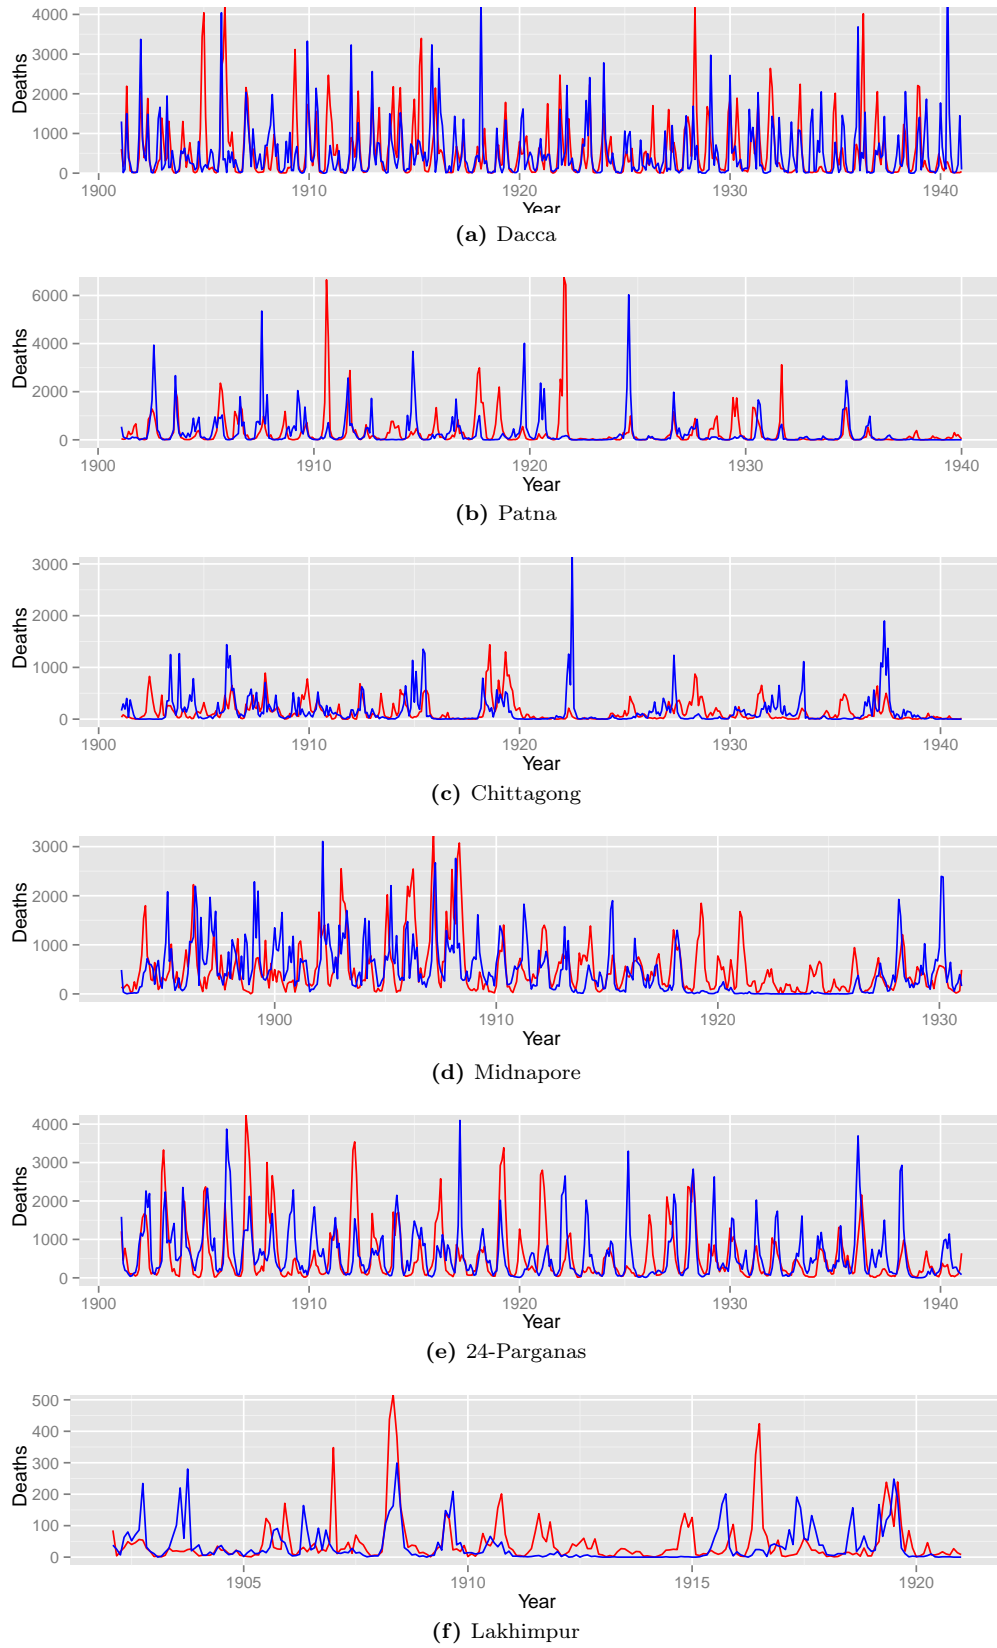 Deaths
4000
3000
2000
1000
0
1900 1910 1920 1930 1940
Year
(a) Dacca
Deaths
6000
4000
2000
0
1900 1910 1920 1930 1940
Year
(b) Patna
Deaths
3000
2000
1000
0
1900 1910 1920 1930 1940
Year
(c) Chittagong
Deaths
3000
2000
1000
0
1900 1910 1920 1930
Year
(d) Midnapore
Deaths
4000
3000
2000
1000
0
1900 1910 1920 1930 1940
Year
(e) 24-Parganas
Deaths
500
400
300
200
100
0
1905 1910 1915 1920
Year
(f) Lakhimpur